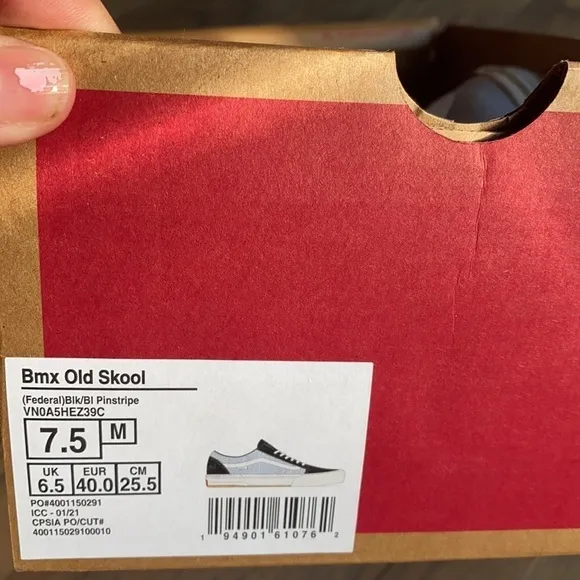 Bmx Old Skool
(Federal)Blk/Bl Pinstripe
VN0A5HEZ39C
7.5 M
UK EUR CM
6.5 40.0 25.5
PO#4001150291
ICC - 01/21
CPSIA PO/CUT#
400115029100010
1 94901 61076 2